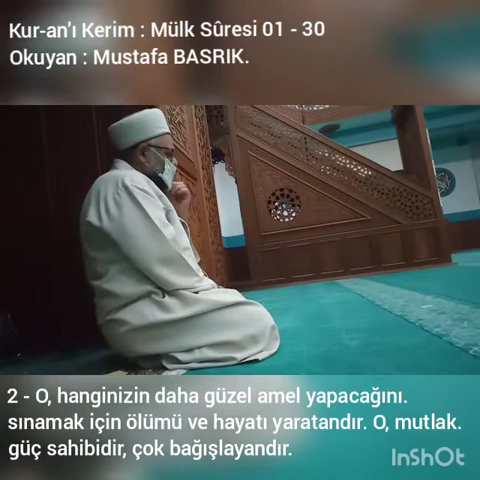 Kur-an'ı Kerim : Mülk Sûresi 01 - 30
Okuyan : Mustafa BASRIK.
2 - O, hanginizin daha güzel amel yapacağını.
sınamak için ölümü ve hayatı yaratandır. O, mutlak.
güç sahibidir, çok bağışlayandır.
InShOt